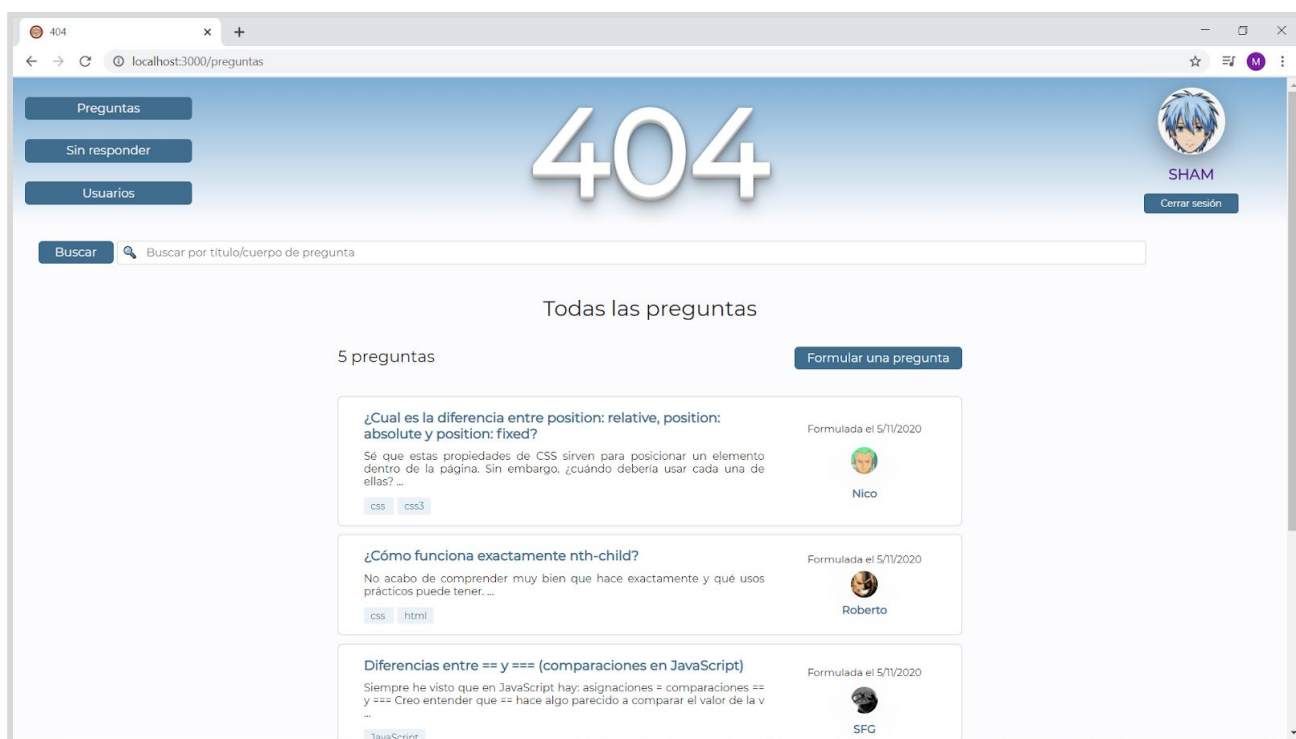 404
localhost:3000/preguntas
M
Preguntas
Sin responder
Usuarios
404
SHAM
Cerrar sesión
Buscar
Buscar por título/cuerpo de pregunta
Todas las preguntas
5 preguntas
Formular una pregunta
¿Cual es la diferencia entre position: relative, position:
absolute y position: fixed?
Sé que estas propiedades de CSS sirven para posicionar un elemento
dentro de la página. Sin embargo, ¿cuándo debería usar cada una de
ellas? ...
css css3
Formulada el 5/11/2020
Nico
¿Cómo funciona exactamente nth-child?
No acabo de comprender muy bien que hace exactamente y qué usos
prácticos puede tener. ...
css html
Formulada el 5/11/2020
Roberto
Diferencias entre == y === (comparaciones en JavaScript)
Siempre he visto que en JavaScript hay: asignaciones = comparaciones ==
y === Creo entender que == hace algo parecido a comparar el valor de la v
...
JavaScript
Formulada el 5/11/2020
SFG